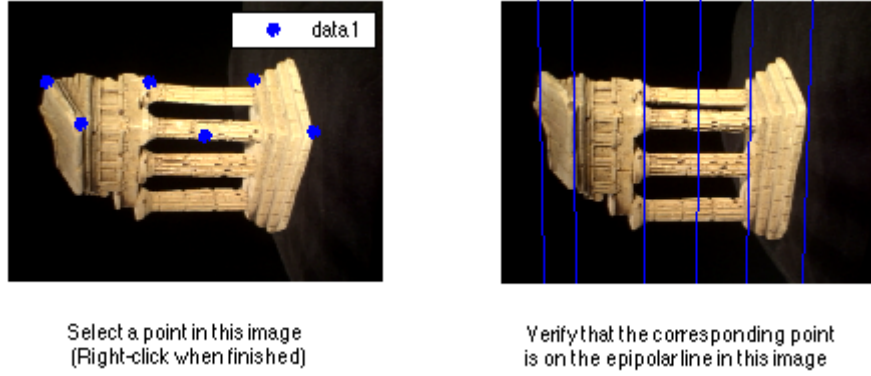 data1
Select a point in this image
(Right-click when finished)
Verify that the corresponding point
is on the epipolar line in this image